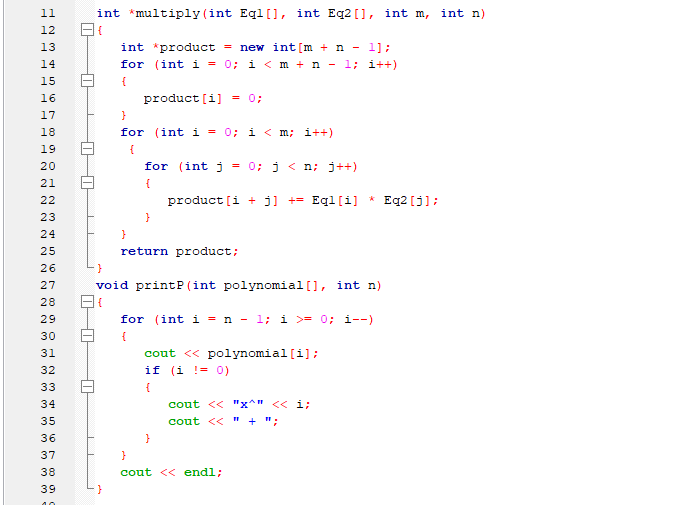 11 int *multiply(int Eq1[], int Eq2[], int m, int n)
12 {
13 int *product = new int[m + n - 1];
14 for (int i = 0; i < m + n - 1; i++)
15 {
16 product[i] = 0;
17 }
18 for (int i = 0; i < m; i++)
19 {
20 for (int j = 0; j < n; j++)
21 {
22 product[i + j] += Eq1[i] * Eq2[j];
23 }
24 }
25 return product;
26 }
27 void printP(int polynomial[], int n)
28 {
29 for (int i = n - 1; i >= 0; i--)
30 {
31 cout << polynomial[i];
32 if (i != 0)
33 {
34 cout << "x^" << i;
35 cout << " + ";
36 }
37 }
38 cout << endl;
39 }